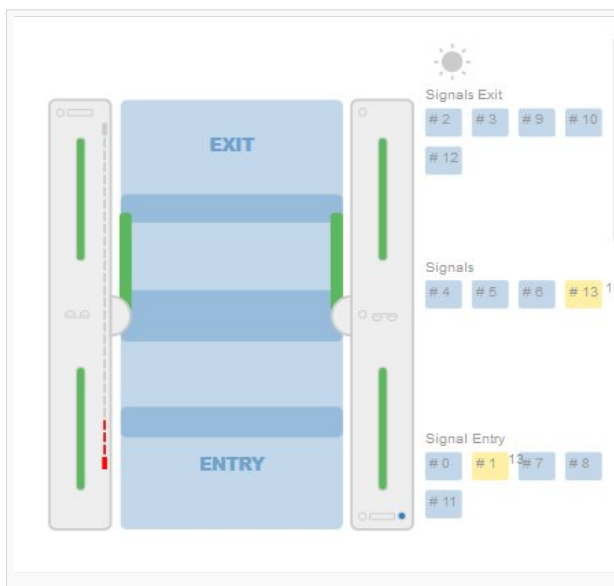 Signals Exit
# 2 # 3 # 9 # 10
EXIT
# 12
Signals
# 4 # 5 # 6 # 13 1
Signal Entry
ENTRY
# 0 # 1 13 # 7 # 8
# 11